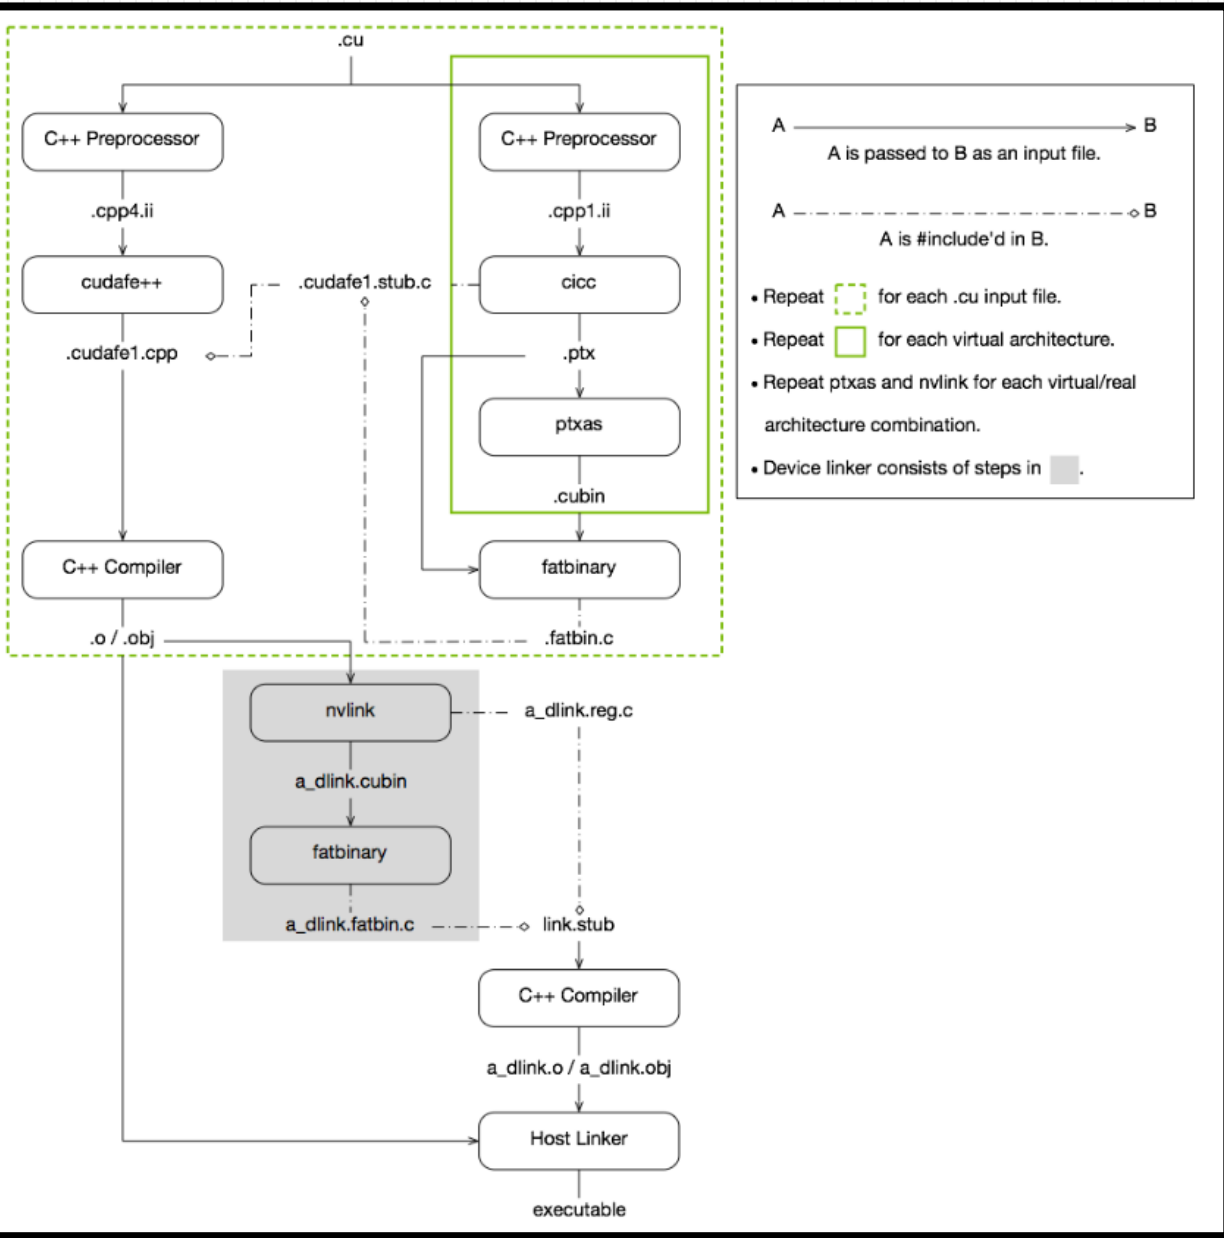 .cu
C++ Preprocessor
C++ Preprocessor
.cpp4.ii
.cpp1.ii
cudafe++
.cudafe1.stub.c
cicc
.cudafe1.cpp
.ptx
ptxas
.cubin
C++ Compiler
fatbinary
.o / .obj
.fatbin.c
nvlink
a_dlink.reg.c
a_dlink.cubin
fatbinary
a_dlink.fatbin.c
link.stub
C++ Compiler
a_dlink.o / a_dlink.obj
Host Linker
executable
A B
A is passed to B as an input file.
A B
A is #include'd in B.
• Repeat for each .cu input file.
• Repeat for each virtual architecture.
• Repeat ptxas and nvlink for each virtual/real
architecture combination.
• Device linker consists of steps in .